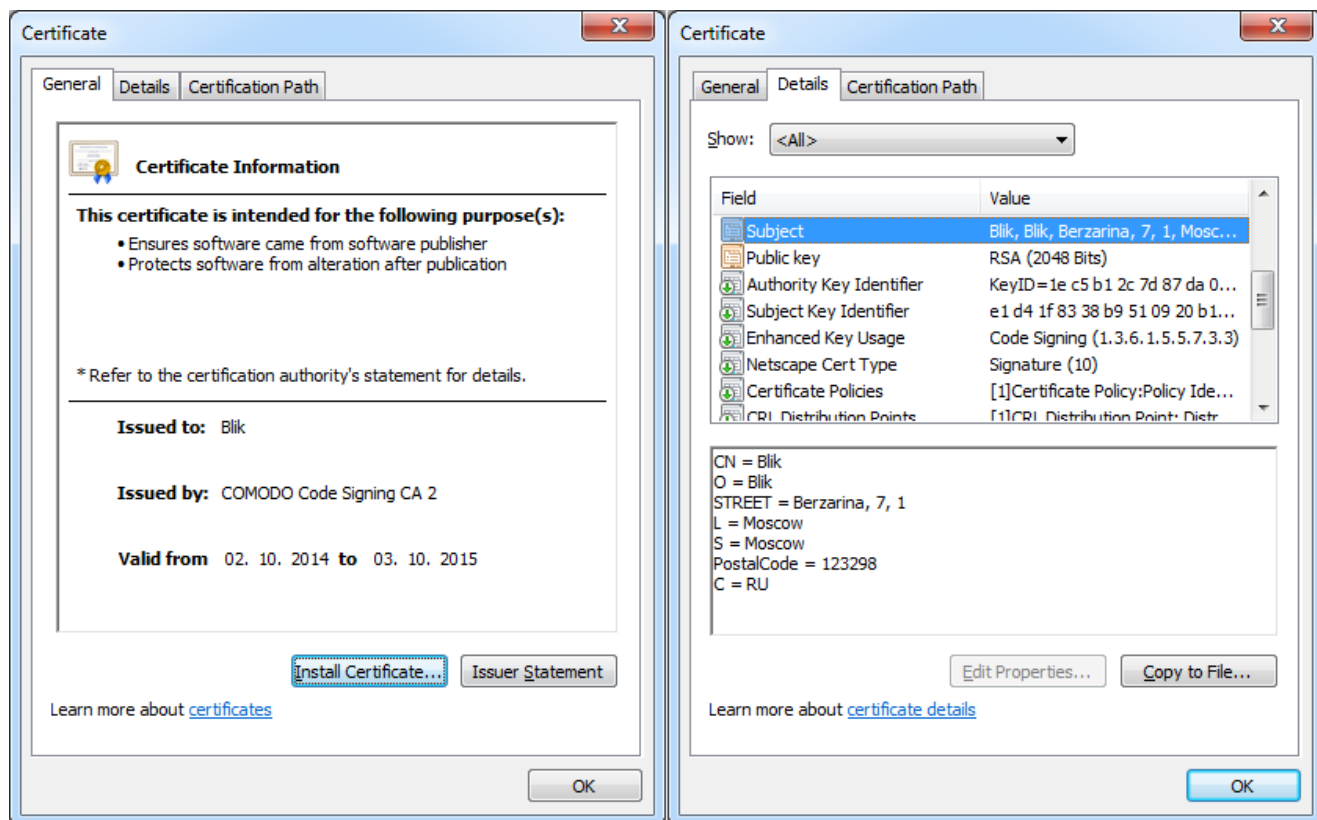 Certificate
General Details Certification Path
Certificate Information
This certificate is intended for the following purpose(s):
• Ensures software came from software publisher
• Protects software from alteration after publication
* Refer to the certification authority's statement for details.
Issued to: Blik
Issued by: COMODO Code Signing CA 2
Valid from 02. 10. 2014 to 03. 10. 2015
Install Certificate... Issuer Statement
Learn more about certificates
OK
Certificate
General Details Certification Path
Show: <All>
Field Value
Subject Blik, Blik, Berzarina, 7, 1, Mosc...
Public key RSA (2048 Bits)
Authority Key Identifier KeyID=1e c5 b1 2c 7d 87 da 0...
Subject Key Identifier e1 d4 1f 83 38 b9 51 09 20 b1...
Enhanced Key Usage Code Signing (1.3.6.1.5.5.7.3.3)
Netscape Cert Type Signature (10)
Certificate Policies [1]Certificate Policy:Policy Ide...
CRL Distribution Points [1]CRL Distribution Point: Distr
CN = Blik
O = Blik
STREET = Berzarina, 7, 1
L = Moscow
S = Moscow
PostalCode = 123298
C = RU
Edit Properties... Copy to File...
Learn more about certificate details
OK